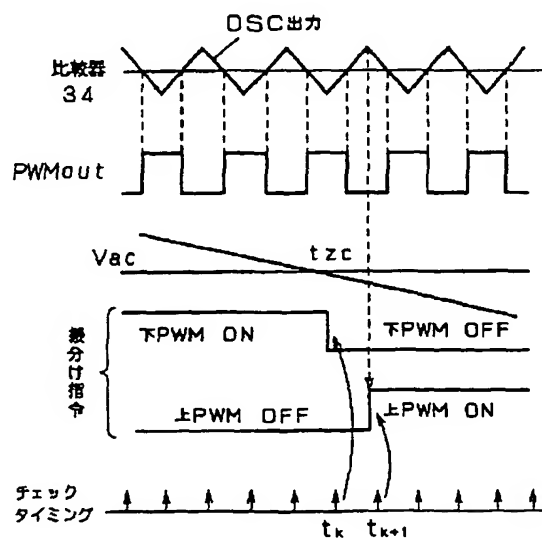 OSC出力
比較器
34
PWMout
Vac
tzc
下PWM ON
下PWM OFF
振分け指令
上PWM OFF
上PWM ON
チェック
タイミング
tk
tk+1